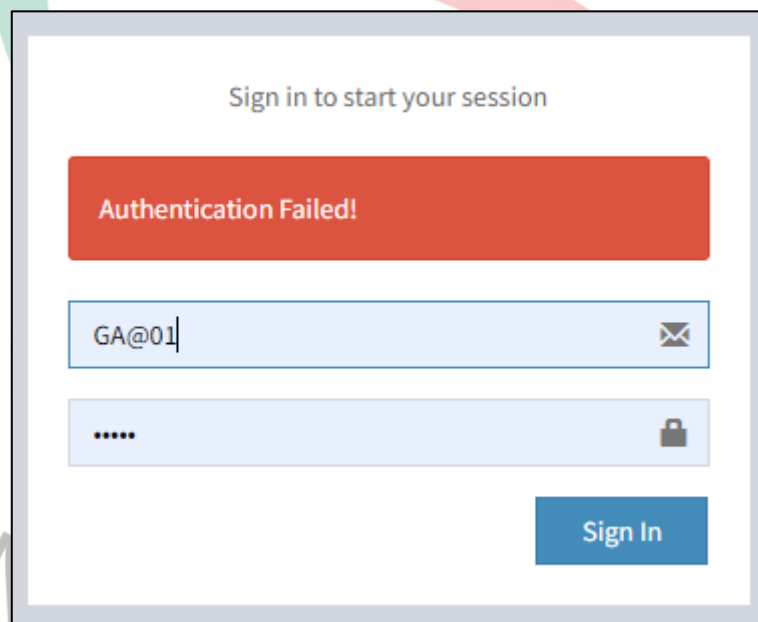 Sign in to start your session
Authentication Failed!
GA@01
•••••
Sign In